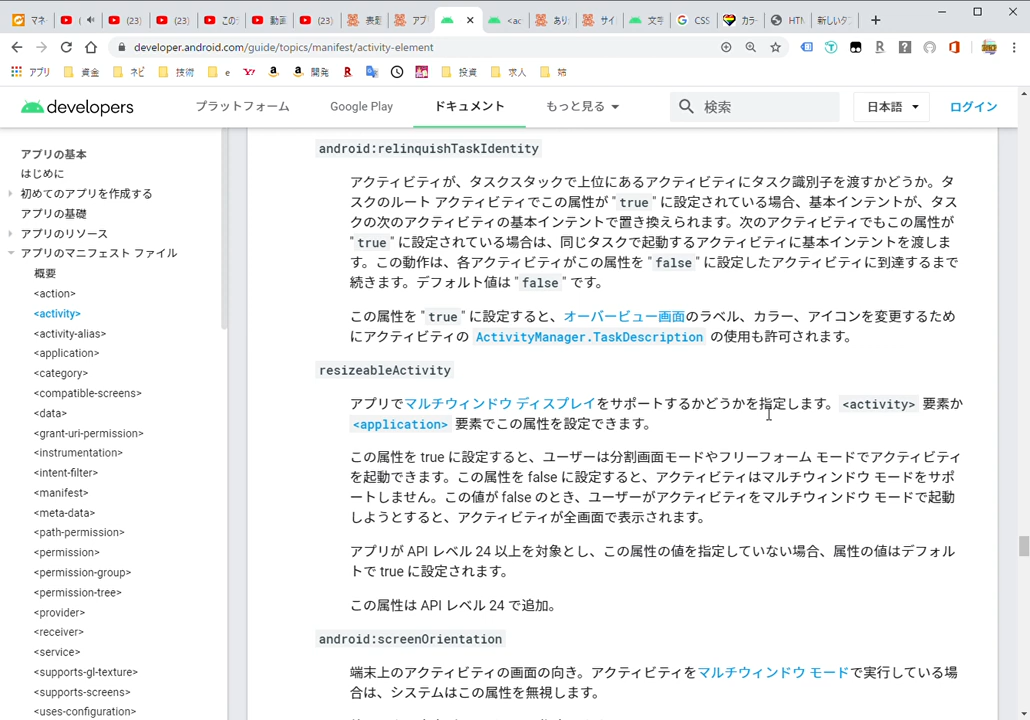 マネ
(23)
(23)
この
動画
(23)
表彰
アプ
<ac
あり
サイ
文字
CSS
カラ
HTN
新しいタブ
developer.android.com/guide/topics/manifest/activity-element
アプリ
資金
ナビ
技術
e
開発
投資
求人
姉
developers
プラットフォーム
Google Play
ドキュメント
もっと見る
検索
日本語
ログイン
アプリの基本
はじめに
初めてのアプリを作成する
アプリの基礎
アプリのリソース
アプリのマニフェスト ファイル
概要
<action>
<activity>
<activity-alias>
<application>
<category>
<compatible-screens>
<data>
<grant-uri-permission>
<instrumentation>
<intent-filter>
<manifest>
<meta-data>
<path-permission>
<permission>
<permission-group>
<permission-tree>
<provider>
<receiver>
<service>
<supports-gl-texture>
<supports-screens>
<uses-configuration>
android:relinquishTaskIdentity
アクティビティが、タスクスタックで上位にあるアクティビティにタスク識別子を渡すかどうか。タ
スクのルート アクティビティでこの属性が "true" に設定されている場合、基本インテントが、タス
クの次のアクティビティの基本インテントで置き換えられます。次のアクティビティでもこの属性が
"true" に設定されている場合は、同じタスクで起動するアクティビティに基本インテントを渡しま
す。この動作は、各アクティビティがこの属性を "false" に設定したアクティビティに到達するまで
続きます。デフォルト値は "false" です。
この属性を "true" に設定すると、オーバービュー画面のラベル、カラー、アイコンを変更するため
にアクティビティの ActivityManager.TaskDescription の使用も許可されます。
resizeableActivity
アプリでマルチウィンドウ ディスプレイをサポートするかどうかを指定します。<activity> 要素か
<application> 要素でこの属性を設定できます。
この属性を true に設定すると、ユーザーは分割画面モードやフリーフォーム モードでアクティビティ
を起動できます。この属性を false に設定すると、アクティビティはマルチウィンドウ モードをサポ
ートしません。この値が false のとき、ユーザーがアクティビティをマルチウィンドウ モードで起動
しようとすると、アクティビティが全画面で表示されます。
アプリが API レベル 24 以上を対象とし、この属性の値を指定していない場合、属性の値はデフォル
トで true に設定されます。
この属性は API レベル 24 で追加。
android:screenOrientation
端末上のアクティビティの画面の向き。アクティビティをマルチウィンドウ モードで実行している場
合は、システムはこの属性を無視します。